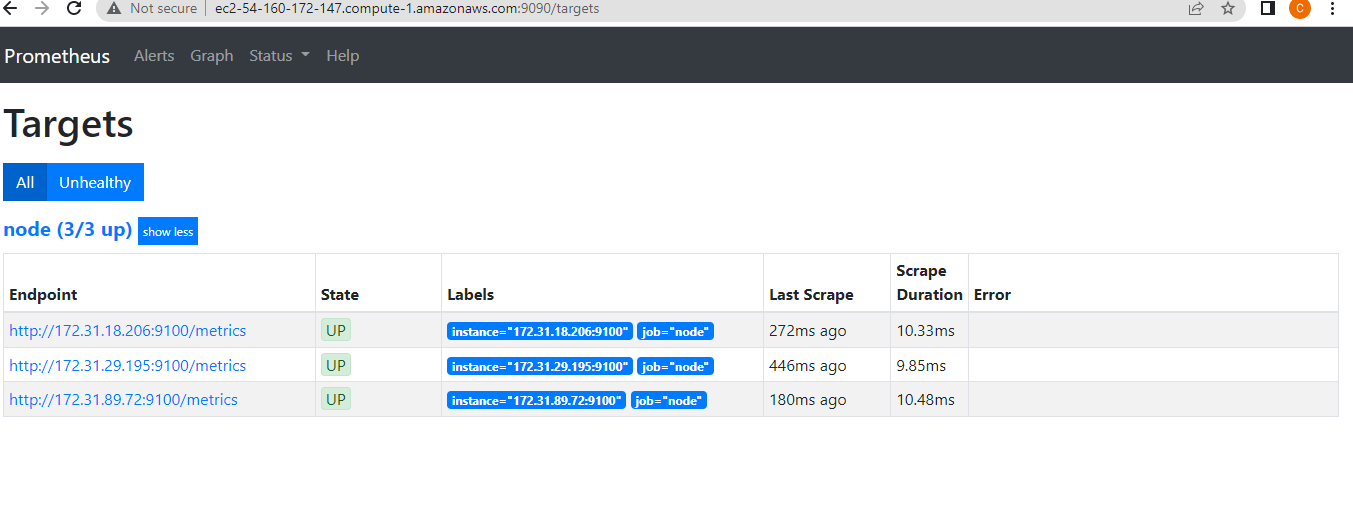 Not secure | ec2-54-160-172-147.compute-1.amazonaws.com:9090/targets C
Prometheus Alerts Graph Status Help
Targets
All Unhealthy
node (3/3 up) show less
Endpoint State Labels Last Scrape Scrape Duration Error
http://172.31.18.206:9100/metrics UP instance="172.31.18.206:9100" job="node" 272ms ago 10.33ms
http://172.31.29.195:9100/metrics UP instance="172.31.29.195:9100" job="node" 446ms ago 9.85ms
http://172.31.89.72:9100/metrics UP instance="172.31.89.72:9100" job="node" 180ms ago 10.48ms